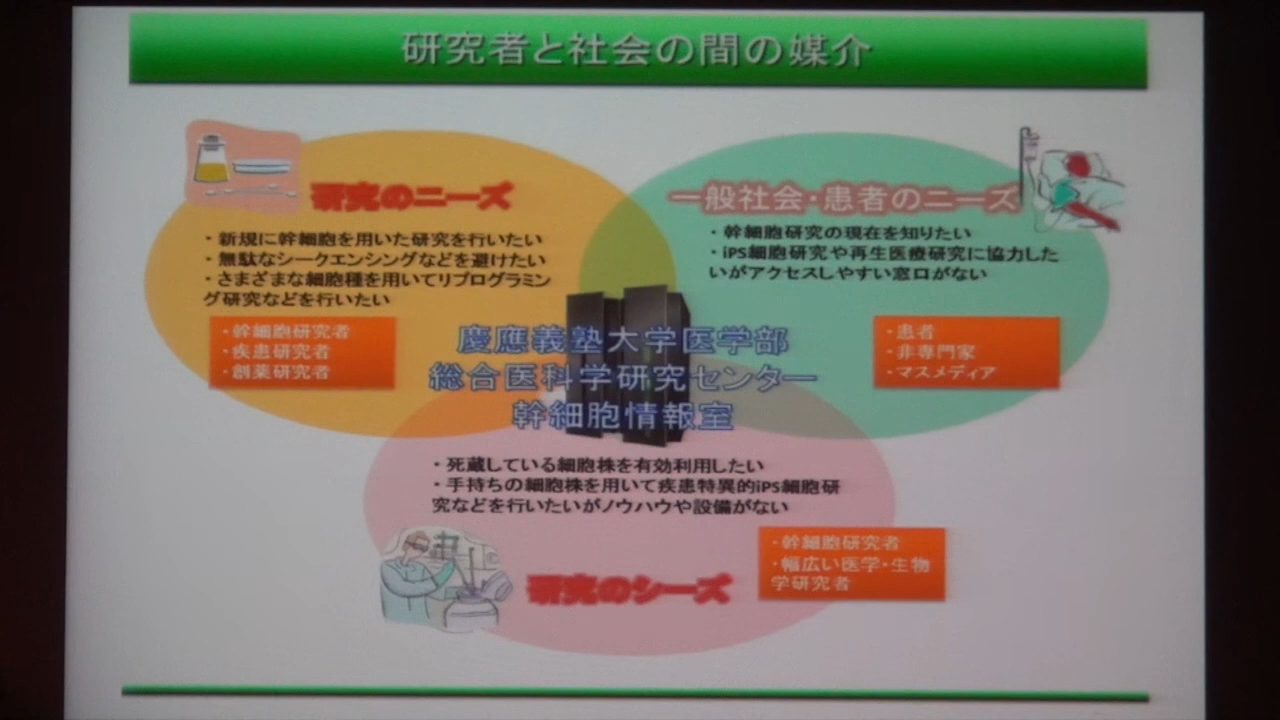 研究者と社会の間の媒介
研究のニーズ
・新規に幹細胞を用いた研究を行いたい
・無駄なシークエンシングなどを避けたい
・さまざまな細胞種を用いてリプログラミン
グ研究などを行いたい
・幹細胞研究者
・疾患研究者
・創薬研究者
一般社会・患者のニーズ
・幹細胞研究の現在を知りたい
・iPS細胞研究や再生医療研究に協力した
いがアクセスしやすい窓口がない
・患者
・非専門家
・マスメディア
慶應義塾大学医学部
総合医科学研究センター
幹細胞情報室
・死蔵している細胞株を有効利用したい
・手持ちの細胞株を用いて疾患特異的iPS細胞研
究などを行いたいがノウハウや設備がない
研究のシーズ
・幹細胞研究者
・幅広い医学・生物
学研究者